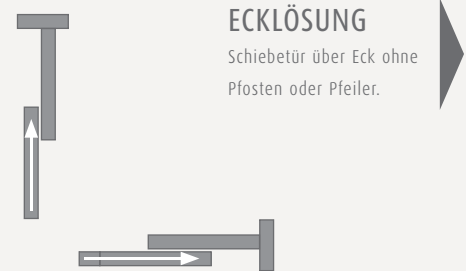 ECKLÖSUNG
Schiebetür über Eck ohne
Pfosten oder Pfeiler.